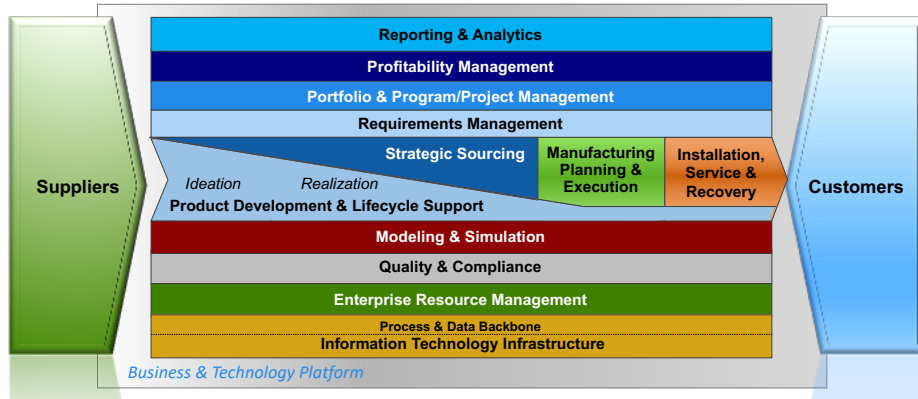 Reporting & Analytics
Profitability Management
Portfolio & Program/Project Management
Requirements Management
Suppliers
Ideation
Realization
Product Development & Lifecycle Support
Strategic Sourcing
Manufacturing
Planning &
Execution
Installation,
Service &
Recovery
Customers
Modeling & Simulation
Quality & Compliance
Enterprise Resource Management
Process & Data Backbone
Information Technology Infrastructure
Business & Technology Platform